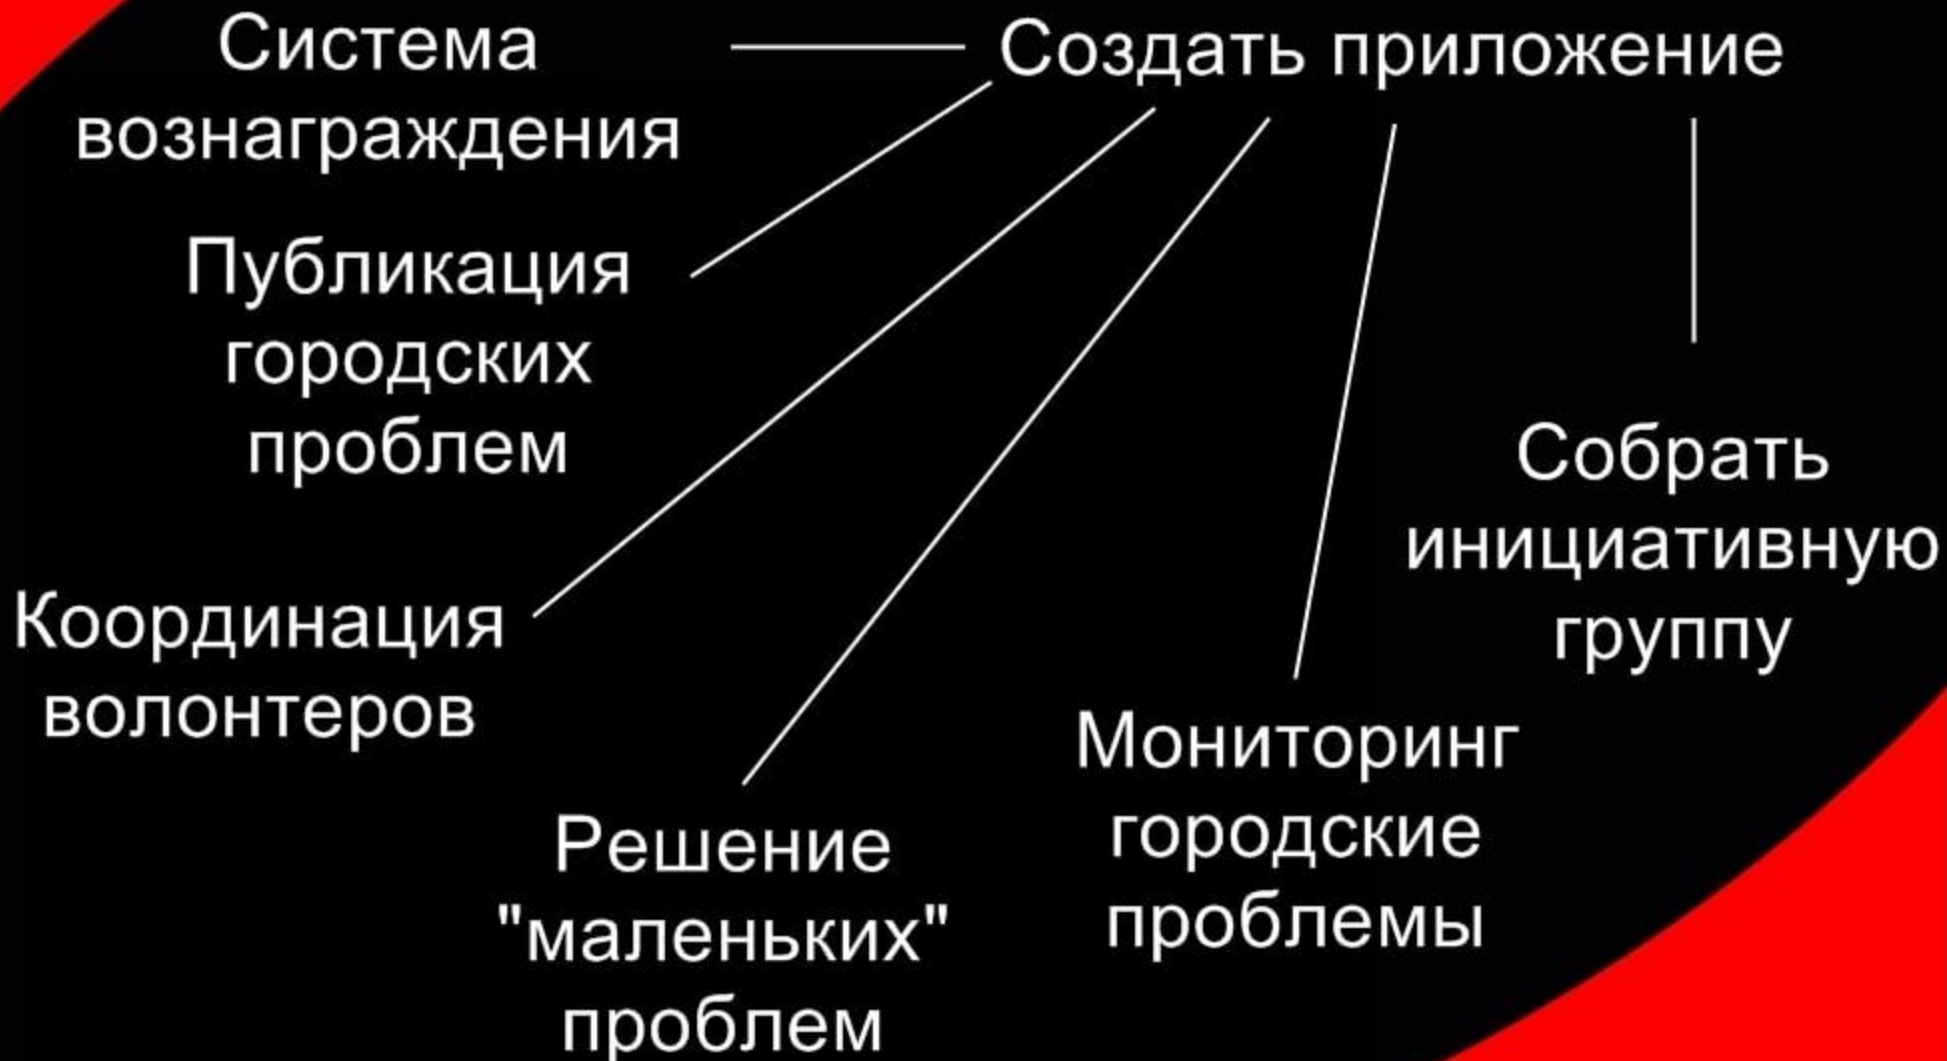 Система
вознаграждения
Создать приложение
Публикация
городских
проблем
Координация
волонтеров
Решение
"маленьких"
проблем
Мониторинг
городские
проблемы
Собрать
инициативную
группу